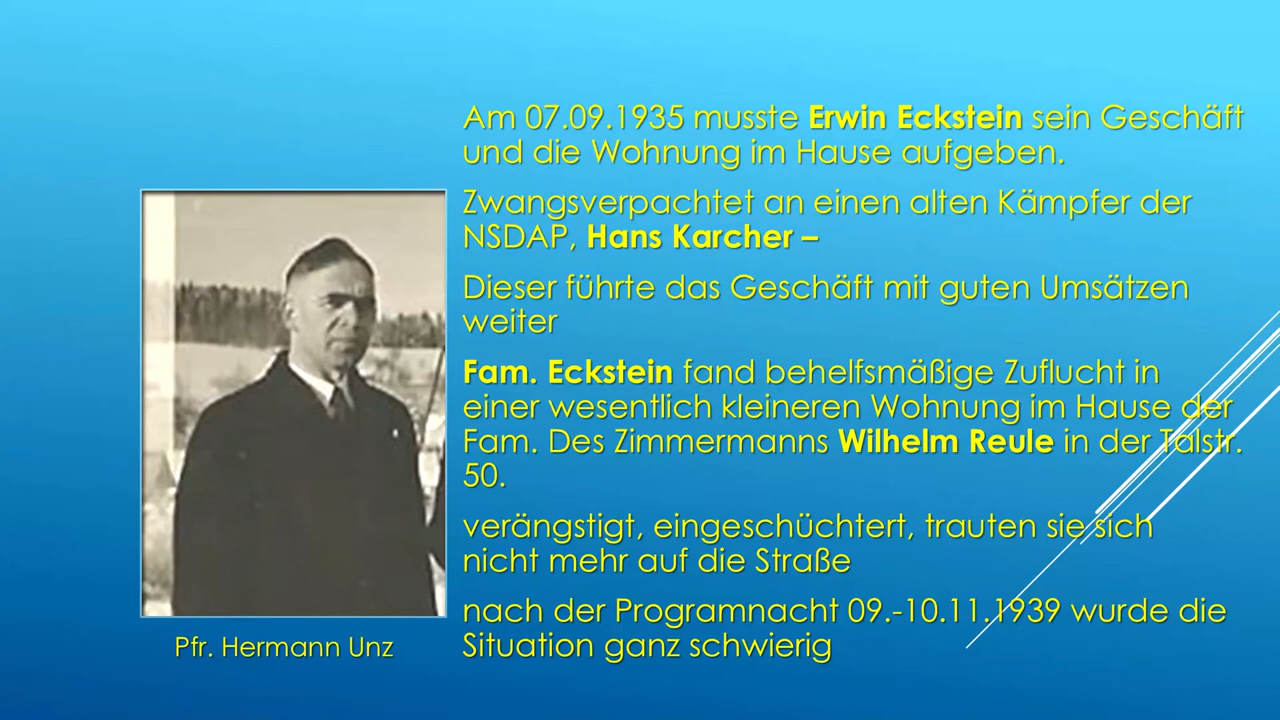 Am 07.09.1935 musste Erwin Eckstein sein Geschäft
und die Wohnung im Hause aufgeben.
Zwangsverpachtet an einen alten Kämpfer der
NSDAP, Hans Karcher –
Dieser führte das Geschäft mit guten Umsätzen
weiter
Fam. Eckstein fand behelfsmäßige Zuflucht in
einer wesentlich kleineren Wohnung im Hause der
Fam. Des Zimmermanns Wilhelm Reule in der Talstr.
50.
verängstigt, eingeschüchtert, trauten sie sich
nicht mehr auf die Straße
nach der Programnacht 09.-10.11.1939 wurde die
Situation ganz schwierig
Pfr. Hermann Unz